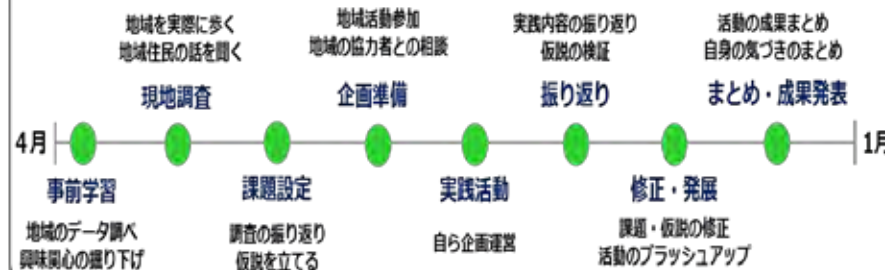 地域を実際に歩く
地域住民の話を聞く
現地調査
地域活動参加
地域の協力者との相談
企画準備
実践内容の振り返り
仮説の検証
振り返り
活動の成果まとめ
自身の気づきのまとめ
まとめ・成果発表
4月
1月
事前学習
地域のデータ調べ
興味関心の掘り下げ
課題設定
調査の振り返り
仮説を立てる
実践活動
自ら企画運営
修正・発展
課題・仮説の修正
活動のブラッシュアップ